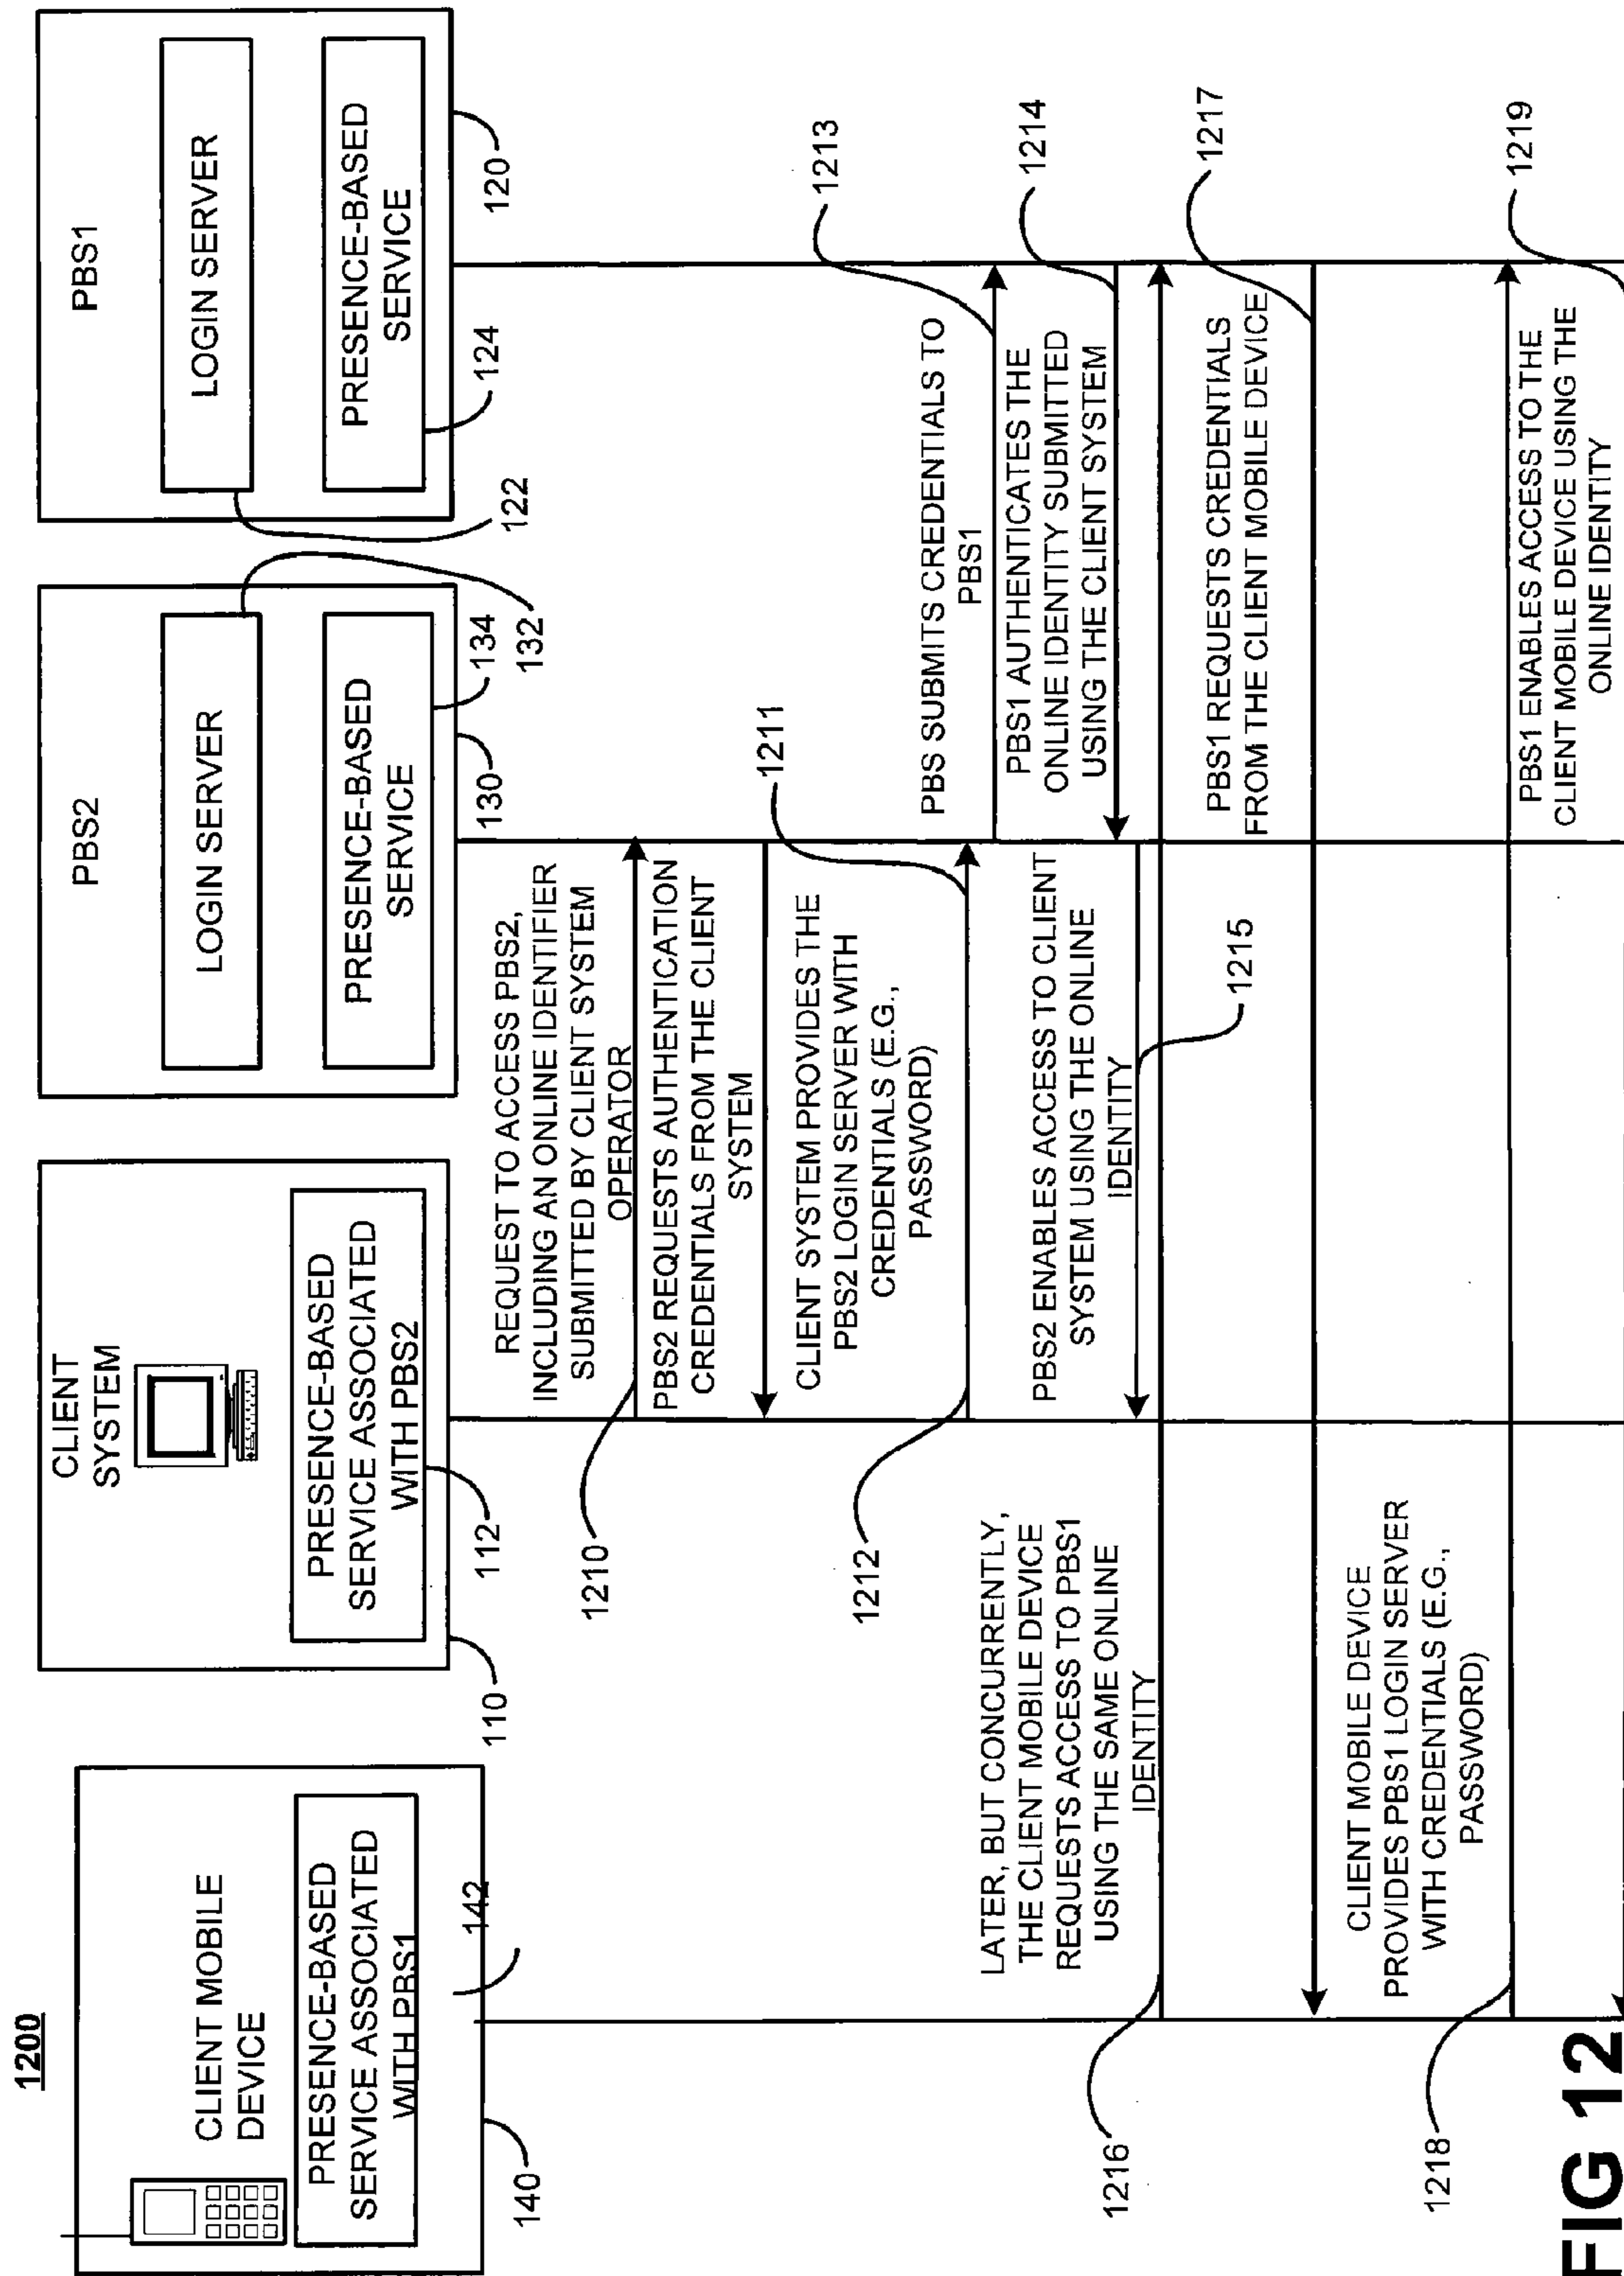 1200
CLIENT MOBILE
DEVICE
PRESENCE-BASED
SERVICE ASSOCIATED
WITH PBS1
142
140
CLIENT
SYSTEM
PRESENCE-BASED
SERVICE ASSOCIATED
WITH PBS2
112
110
PBS2
LOGIN SERVER
PRESENCE-BASED
SERVICE
134
132
130
PBS1
LOGIN SERVER
PRESENCE-BASED
SERVICE
124
122
120
REQUEST TO ACCESS PBS2,
INCLUDING AN ONLINE IDENTIFIER
SUBMITTED BY CLIENT SYSTEM
OPERATOR
1210
PBS2 REQUESTS AUTHENTICATION
CREDENTIALS FROM THE CLIENT
SYSTEM
1211
CLIENT SYSTEM PROVIDES THE
PBS2 LOGIN SERVER WITH
CREDENTIALS (E.G.,
PASSWORD)
1212
PBS SUBMITS CREDENTIALS TO
PBS1
1213
PBS1 AUTHENTICATES THE
ONLINE IDENTITY SUBMITTED
USING THE CLIENT SYSTEM
1214
PBS2 ENABLES ACCESS TO CLIENT
SYSTEM USING THE ONLINE
IDENTITY
1215
LATER, BUT CONCURRENTLY,
THE CLIENT MOBILE DEVICE
REQUESTS ACCESS TO PBS1
USING THE SAME ONLINE
IDENTITY
1216
PBS1 REQUESTS CREDENTIALS
FROM THE CLIENT MOBILE DEVICE
1217
CLIENT MOBILE DEVICE
PROVIDES PBS1 LOGIN SERVER
WITH CREDENTIALS (E.G.,
PASSWORD)
1218
PBS1 ENABLES ACCESS TO THE
CLIENT MOBILE DEVICE USING THE
ONLINE IDENTITY
1219
FIG 12